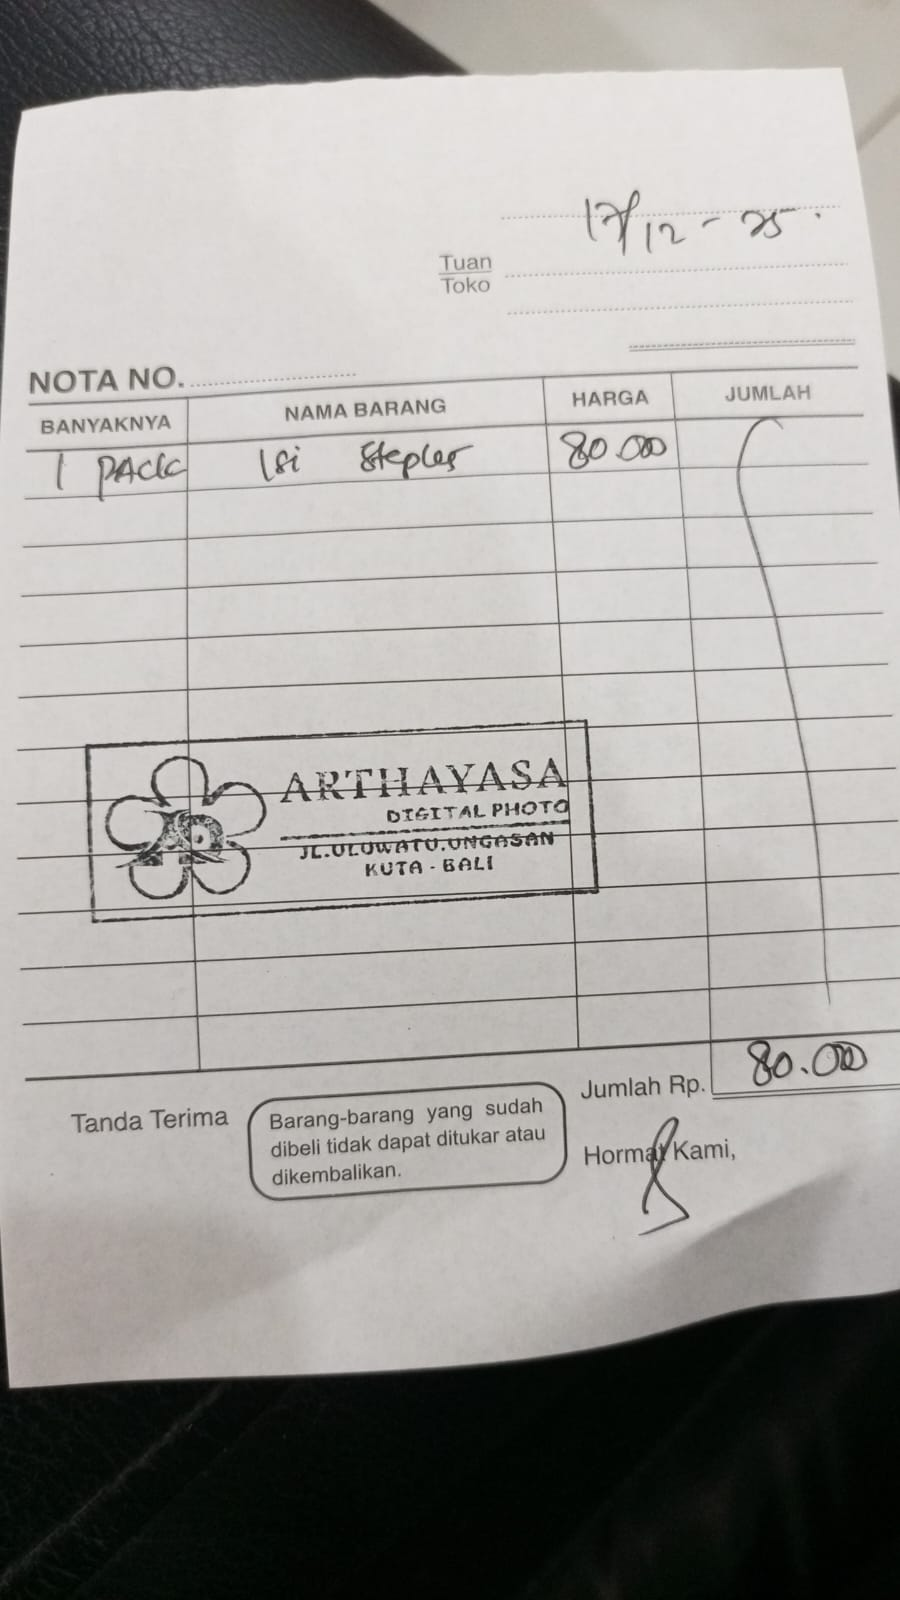 17/12 - 25.
Tuan
Toko
NOTA NO.
BANYAKNYA NAMA BARANG HARGA JUMLAH
1 PACK Isi Stepler 80.000
ARTHAYASA
DIGITAL PHOTO
JL.ULUWATU.UNGASAN
KUTA - BALI
Jumlah Rp. 80.000
Tanda Terima
Barang-barang yang sudah
dibeli tidak dapat ditukar atau
dikembalikan.
Hormat Kami,